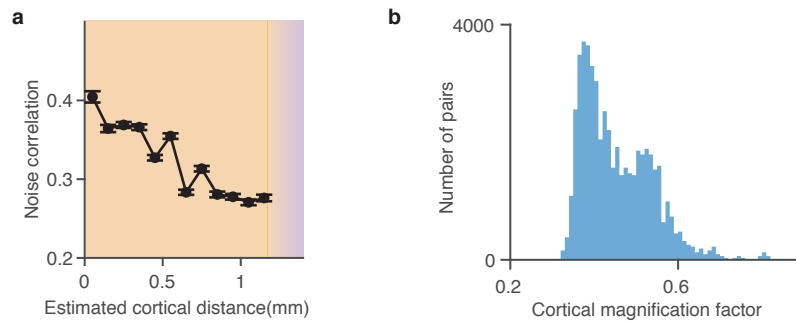 a
Noise correlation
0.4
0.3
0.2
0
0.5
1
Estimated cortical distance(mm)
b
Number of pairs
4000
0
0.2
0.6
Cortical magnification factor